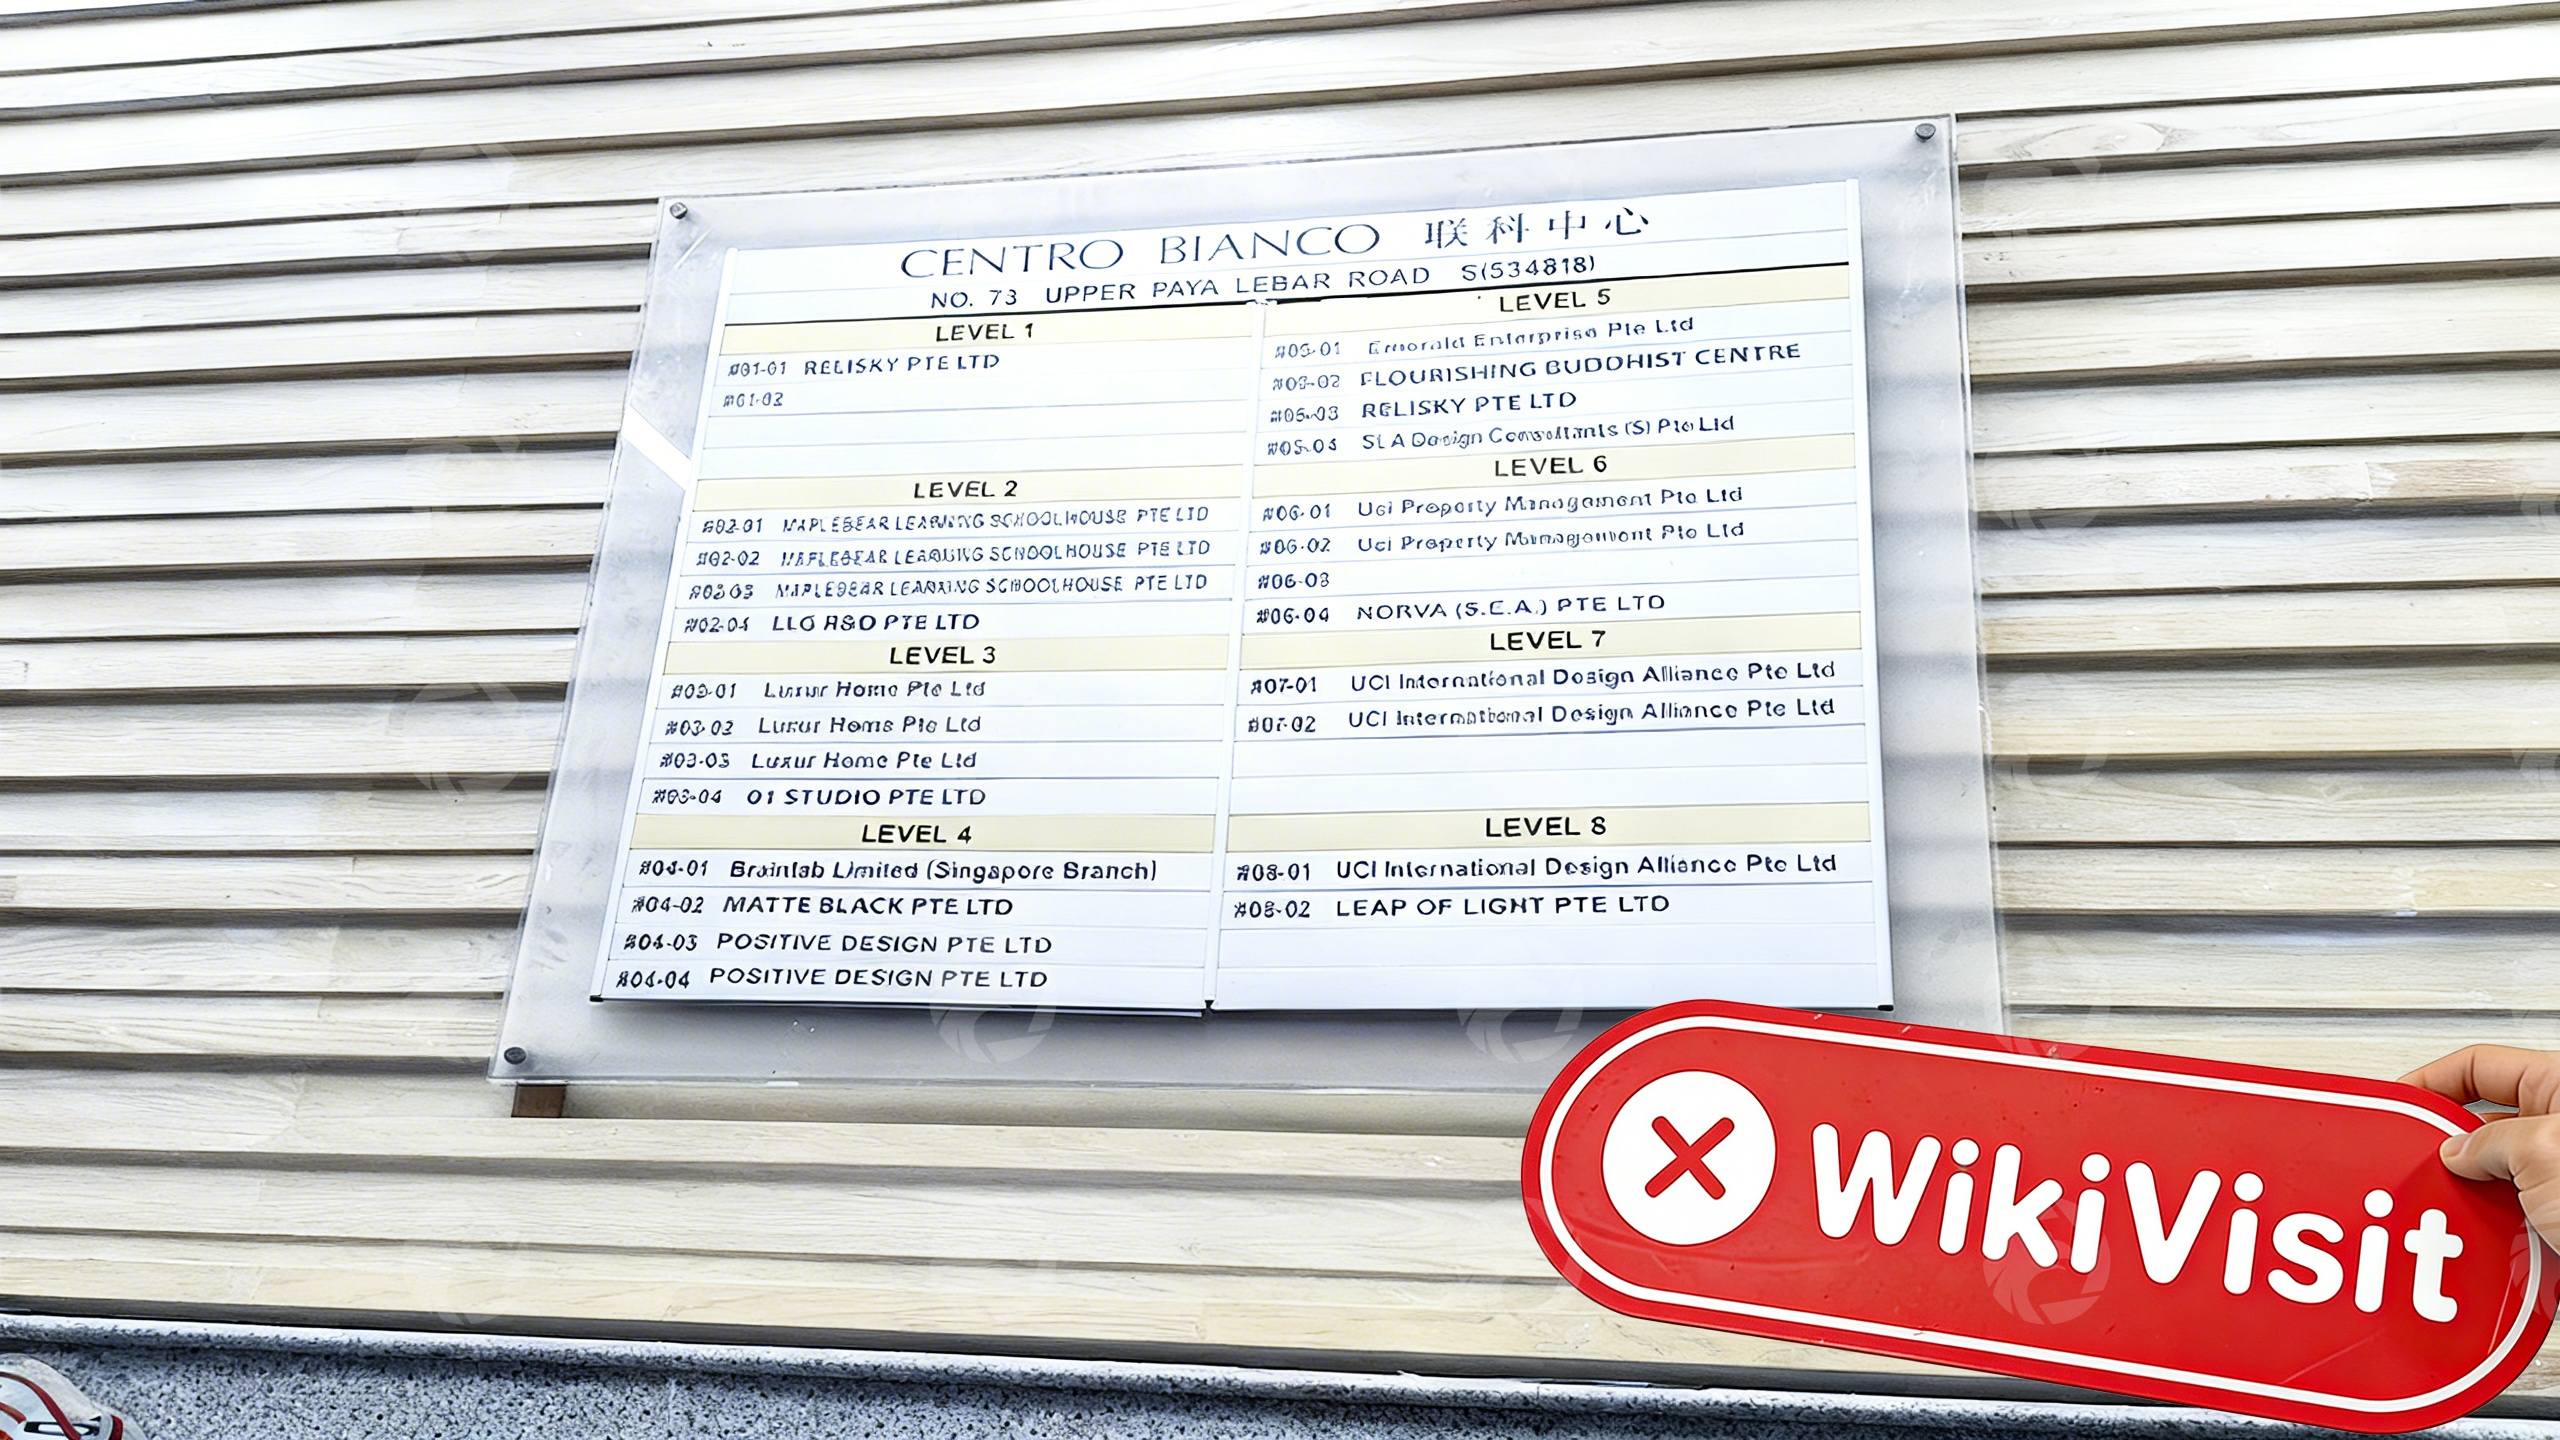 CENTRO BIANCO 联科中心
NO. 73 UPPER PAYA LEBAR ROAD S(534818)
LEVEL 1
#01-01 RELISKY PTE LTD
#01-02
LEVEL 2
#02-01 MAPLEBEAR LEARNING SCHOOLHOUSE PTE LTD
#02-02 MAPLEBEAR LEARNING SCHOOLHOUSE PTE LTD
#02-03 MAPLEBEAR LEARNING SCHOOLHOUSE PTE LTD
#02-04 PTE LTD
LEVEL 3
#03-01 Luxur Home Pte Ltd
#03-02 Luxur Home Pte Ltd
#03-03 Luxur Home Pte Ltd
#03-04 O1 STUDIO PTE LTD
LEVEL 4
#04-01 Brainlab Limited (Singapore Branch)
#04-02 MATTE BLACK PTE LTD
#04-03 POSITIVE DESIGN PTE LTD
#04-04 POSITIVE DESIGN PTE LTD
LEVEL 5
#05-01 Emerald Enterprise Pte Ltd
#05-02 FLOURISHING BUDDHIST CENTRE
#05-03 RELISKY PTE LTD
#05-04 SLA Design Consultants (S) Pte Ltd
LEVEL 6
#06-01 Uci Property Management Pte Ltd
#06-02 Uci Property Management Pte Ltd
#06-03
#06-04 NORVA (S.E.A.) PTE LTD
LEVEL 7
#07-01 UCI International Design Alliance Pte Ltd
#07-02 UCI International Design Alliance Pte Ltd
LEVEL 8
#08-01 UCI International Design Alliance Pte Ltd
#08-02 LEAP OF LIGHT PTE LTD
WikiVisit